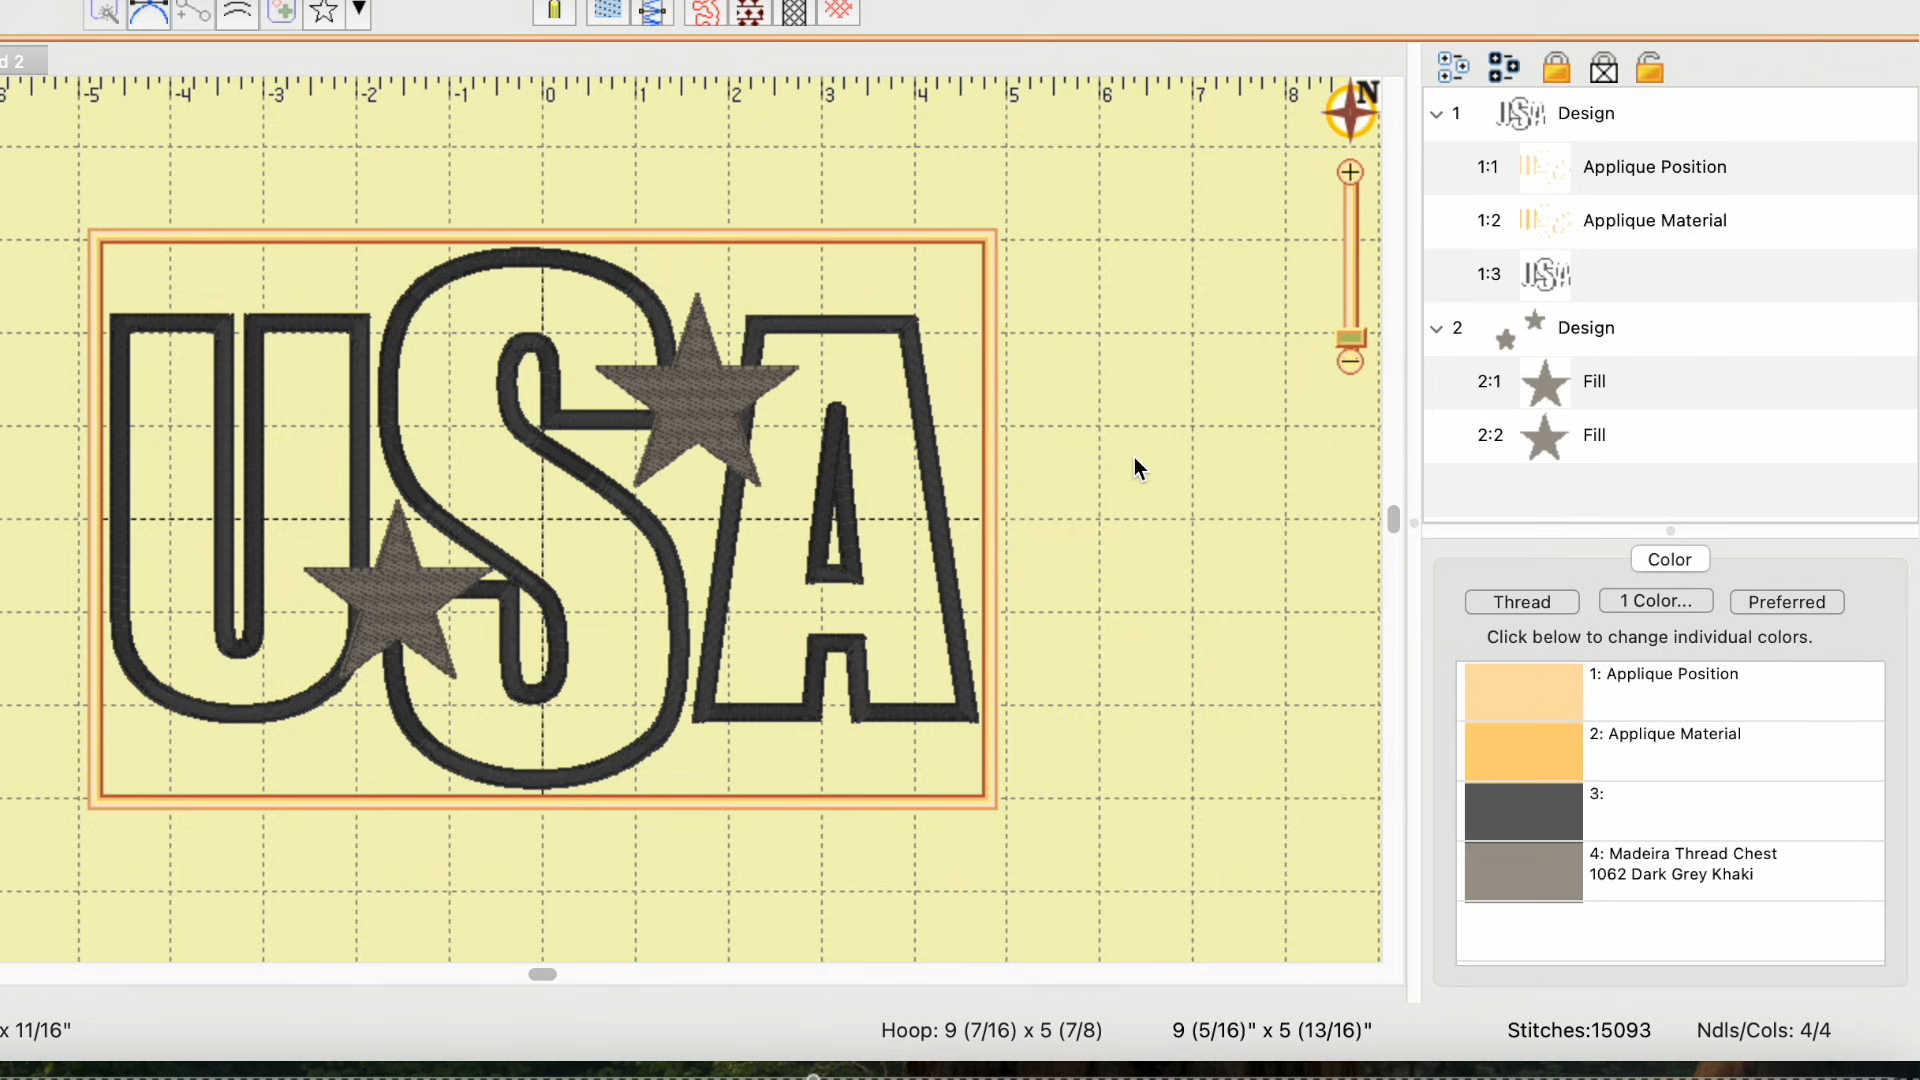 d 2
-5 -4 -3 -2 -1 0 1 2 3 4 5 6 7 8
N
USA
1 Design
1:1 Applique Position
1:2 Applique Material
1:3
2 Design
2:1 Fill
2:2 Fill
Color
Thread 1 Color... Preferred
Click below to change individual colors.
1: Applique Position
2: Applique Material
3:
4: Madeira Thread Chest
1062 Dark Grey Khaki
x 11/16" Hoop: 9 (7/16) x 5 (7/8) 9 (5/16)" x 5 (13/16)" Stitches:15093 Ndls/Cols: 4/4